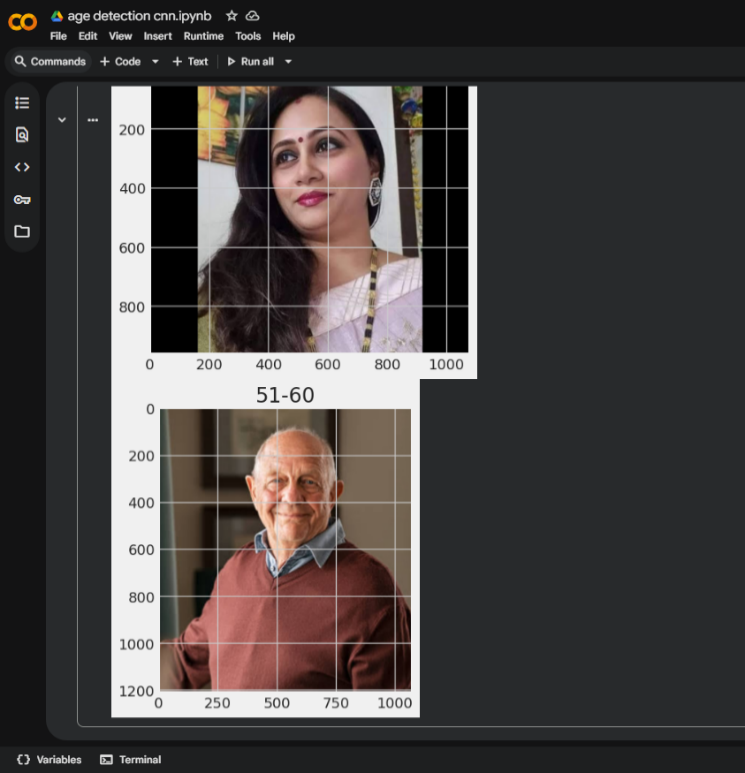 age detection cnn.ipynb
File Edit View Insert Runtime Tools Help
Commands + Code + Text Run all
200
400
600
800
0 200 400 600 800 1000
51-60
0
200
400
600
800
1000
1200
0 250 500 750 1000
Variables Terminal